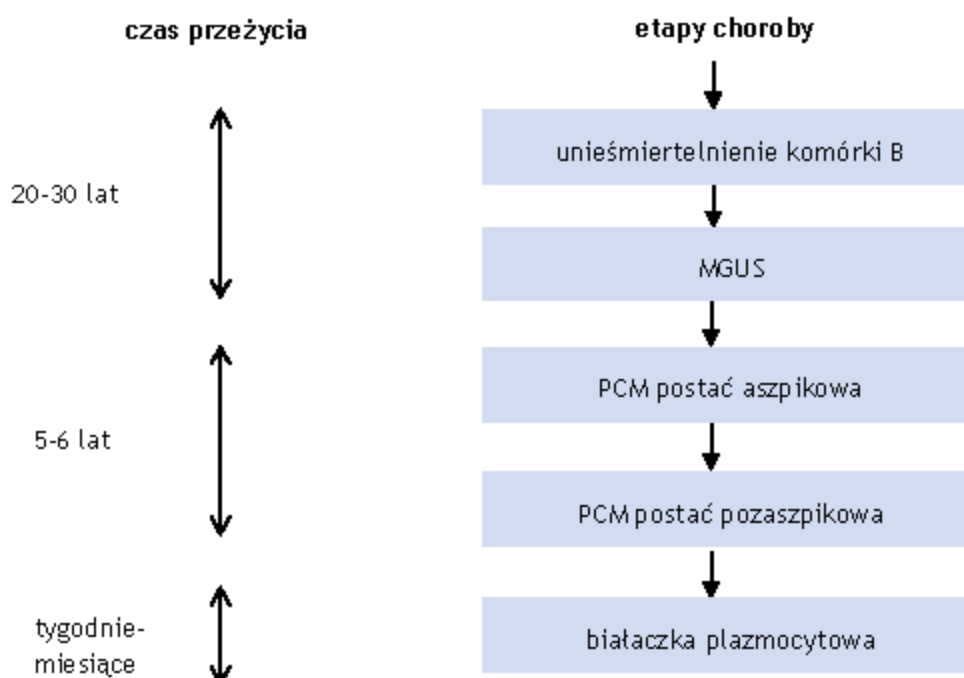 czas przeżycia
etapy choroby
unieśmiertelnienie komórki B
20-30 lat
MGUS
PCM postać aszpikowa
5-6 lat
PCM postać pozaszpikowa
tygodnie-
miesiące
białaczka plazmocytowa